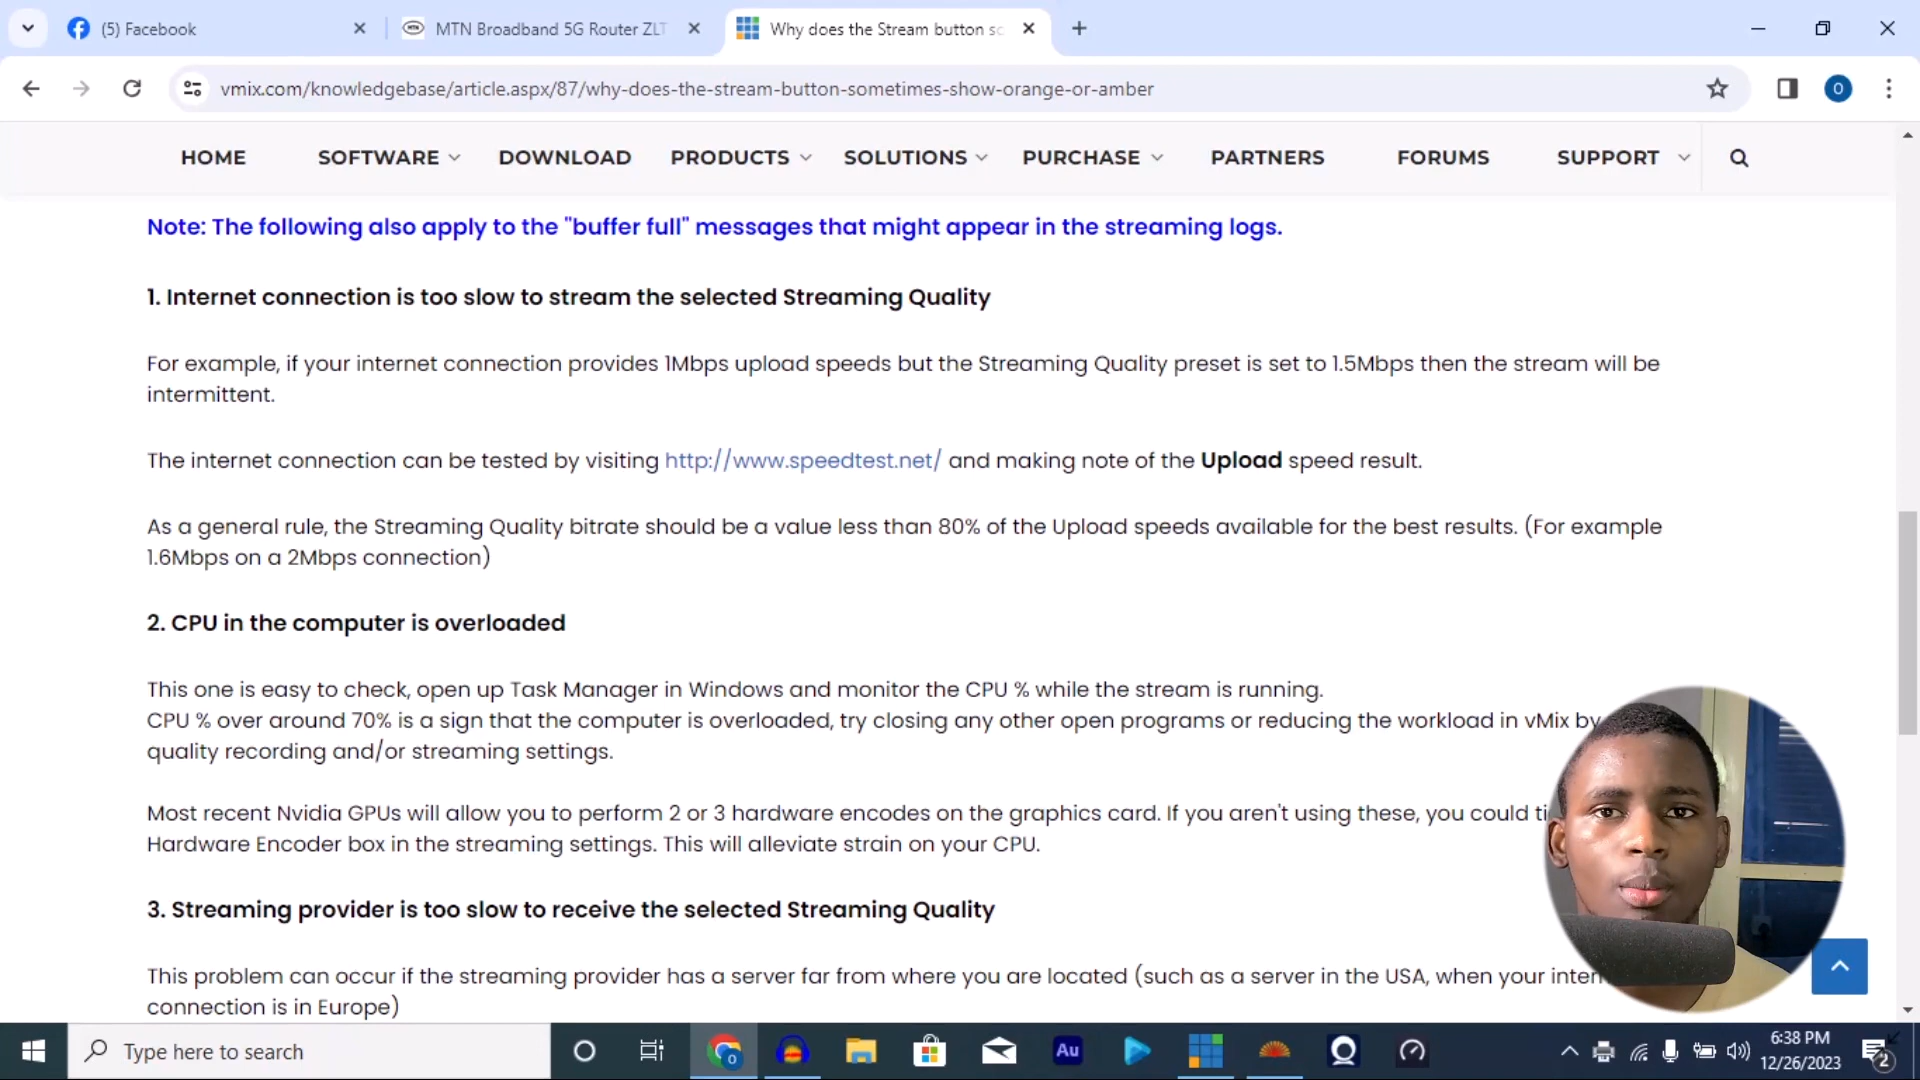 (5) Facebook
MTN Broadband 5G Router ZLT
Why does the Stream button so
vmix.com/knowledgebase/article.aspx/87/why-does-the-stream-button-sometimes-show-orange-or-amber
O
HOME SOFTWARE DOWNLOAD PRODUCTS SOLUTIONS PURCHASE PARTNERS FORUMS SUPPORT
Note: The following also apply to the "buffer full" messages that might appear in the streaming logs.
1. Internet connection is too slow to stream the selected Streaming Quality
For example, if your internet connection provides 1Mbps upload speeds but the Streaming Quality preset is set to 1.5Mbps then the stream will be
intermittent.
The internet connection can be tested by visiting http://www.speedtest.net/ and making note of the Upload speed result.
As a general rule, the Streaming Quality bitrate should be a value less than 80% of the Upload speeds available for the best results. (For example
1.6Mbps on a 2Mbps connection)
2. CPU in the computer is overloaded
This one is easy to check, open up Task Manager in Windows and monitor the CPU % while the stream is running.
CPU % over around 70% is a sign that the computer is overloaded, try closing any other open programs or reducing the workload in vMix by
quality recording and/or streaming settings.
Most recent Nvidia GPUs will allow you to perform 2 or 3 hardware encodes on the graphics card. If you aren't using these, you could
Hardware Encoder box in the streaming settings. This will alleviate strain on your CPU.
3. Streaming provider is too slow to receive the selected Streaming Quality
This problem can occur if the streaming provider has a server far from where you are located (such as a server in the USA, when your
connection is in Europe)
Type here to search
Au
6:38 PM
12/26/2023
2